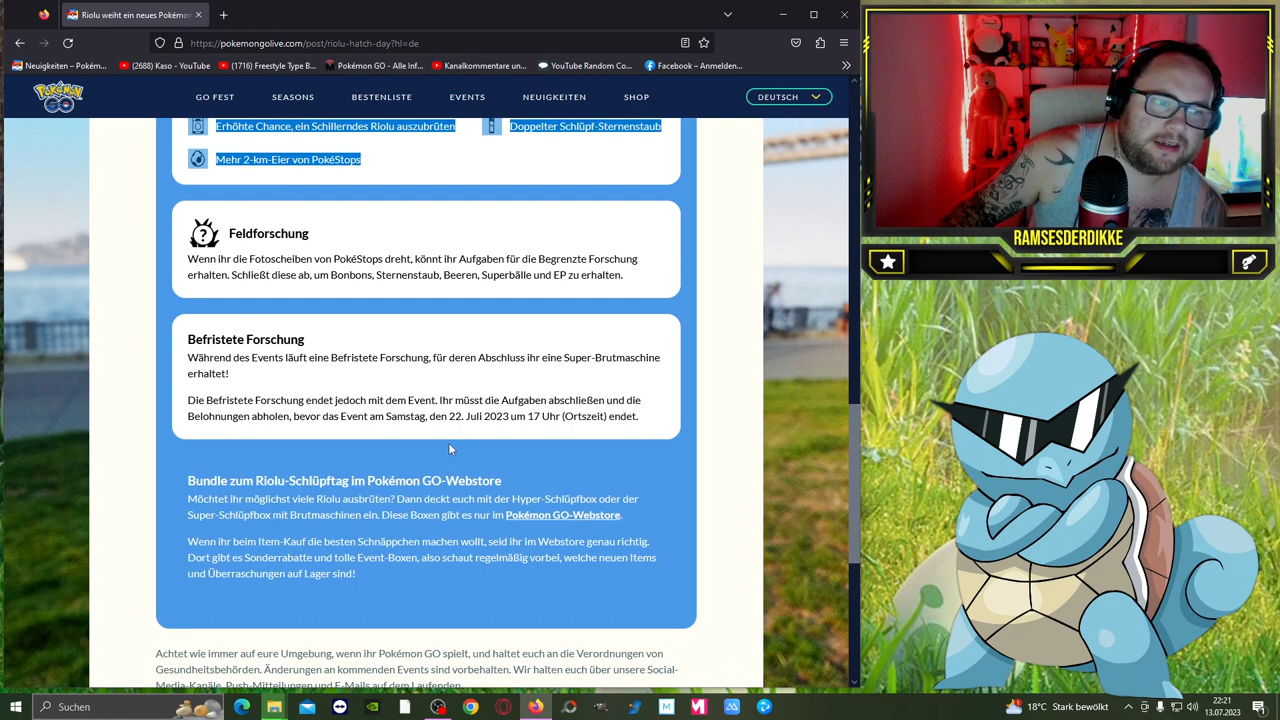 Riolu weiht ein neues Pokémon
https://pokemongolive.com/post/riolu-hatch-day?hl=de
Neuigkeiten – Pokém...
(2688) Kaso - YouTube
(1716) Freestyle Type B...
Pokémon GO - Alle Inf...
Kanalkommentare un...
YouTube Random Co...
Facebook – Anmelden...
POKÉMON
GO
GO FEST
SEASONS
BESTENLISTE
EVENTS
NEUIGKEITEN
SHOP
DEUTSCH
Erhöhte Chance, ein Schillerndes Riolu auszubrüten
Doppelter Schlüpf-Sternenstaub
Mehr 2-km-Eier von PokéStops
Feldforschung
Wenn ihr die Fotoscheiben von PokéStops dreht, könnt ihr Aufgaben für die Begrenzte Forschung
erhalten. Schließt diese ab, um Bonbons, Sternenstaub, Beeren, Superbälle und EP zu erhalten.
Befristete Forschung
Während des Events läuft eine Befristete Forschung, für deren Abschluss ihr eine Super-Brutmaschine
erhaltet!
Die Befristete Forschung endet jedoch mit dem Event. Ihr müsst die Aufgaben abschließen und die
Belohnungen abholen, bevor das Event am Samstag, den 22. Juli 2023 um 17 Uhr (Ortszeit) endet.
Bundle zum Riolu-Schlüpftag im Pokémon GO-Webstore
Möchtet ihr möglichst viele Riolu ausbrüten? Dann deckt euch mit der Hyper-Schlüpfbox oder der
Super-Schlüpfbox mit Brutmaschinen ein. Diese Boxen gibt es nur im Pokémon GO-Webstore.
Wenn ihr beim Item-Kauf die besten Schnäppchen machen wollt, seid ihr im Webstore genau richtig.
Dort gibt es Sonderrabatte und tolle Event-Boxen, also schaut regelmäßig vorbei, welche neuen Items
und Überraschungen auf Lager sind!
Achtet wie immer auf eure Umgebung, wenn ihr Pokémon GO spielt, und haltet euch an die Verordnungen von
Gesundheitsbehörden. Änderungen an kommenden Events sind vorbehalten. Wir halten euch über unsere Social-
Media-Kanäle, Push-Mitteilungen und E-Mails auf dem Laufenden.
RAMSESDERDIKKE
Suchen
18°C Stark bewölkt
22:21
13.07.2023